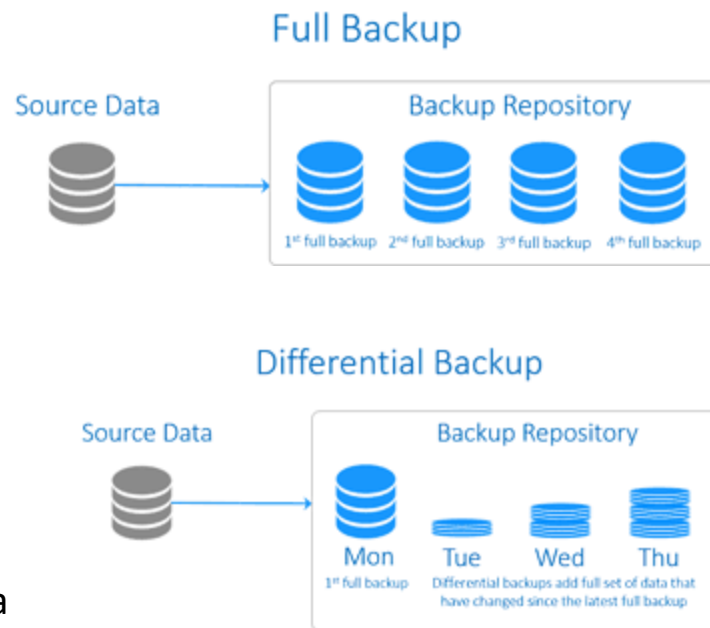 Full Backup
Source Data
Backup Repository
1st full backup
2nd full backup
3rd full backup
4th full backup
Differential Backup
Source Data
Backup Repository
Mon
Tue
Wed
Thu
1st full backup
Differential backups add full set of data that
have changed since the latest full backup
a